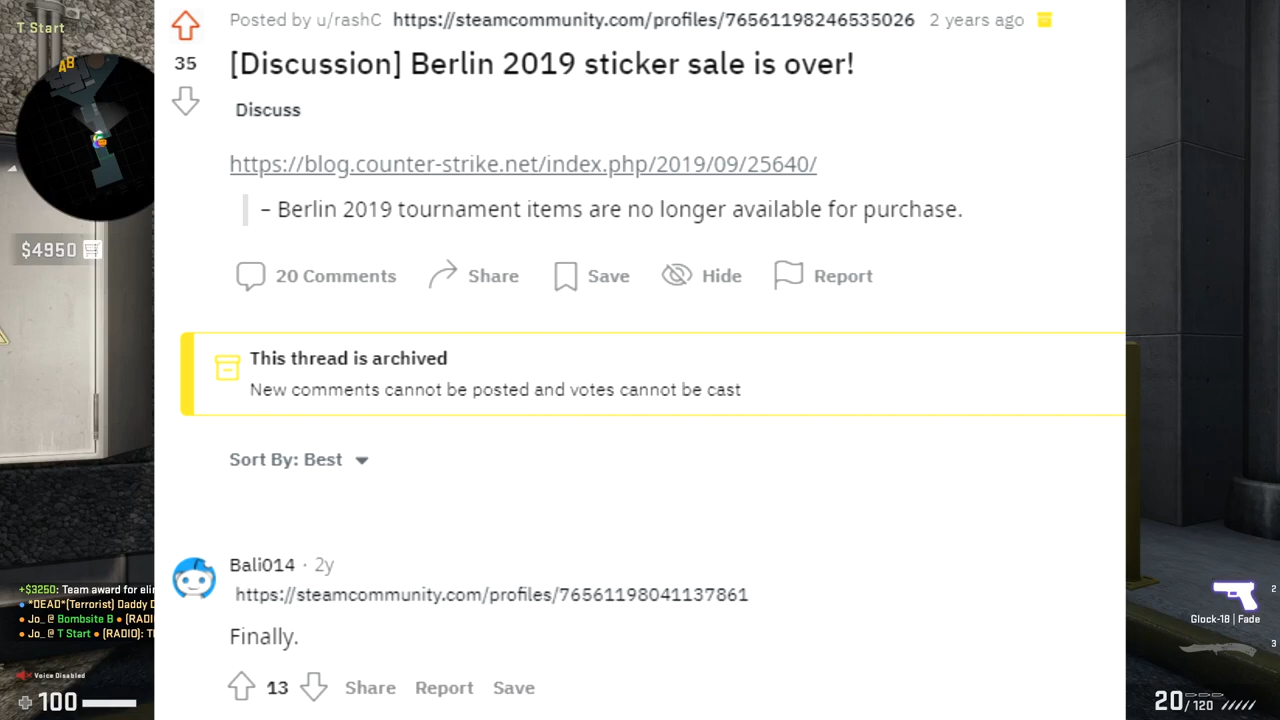 T Start
AB
$4950
Posted by u/rashC https://steamcommunity.com/profiles/76561198246535026 2 years ago
35
[Discussion] Berlin 2019 sticker sale is over!
Discuss
https://blog.counter-strike.net/index.php/2019/09/25640/
– Berlin 2019 tournament items are no longer available for purchase.
20 Comments Share Save Hide Report
This thread is archived
New comments cannot be posted and votes cannot be cast
Sort By: Best
Bali014 · 2y
https://steamcommunity.com/profiles/76561198041137861
Finally.
13 Share Report Save
+$3250: Team award for
*DEAD*(Terrorist) Daddy
Jo_ @ Bombsite B ● (RADI
Jo_ @ T Start ● (RADIO): T
Voice Disabled
100
2
Glock-18 | Fade
3
20/ 120